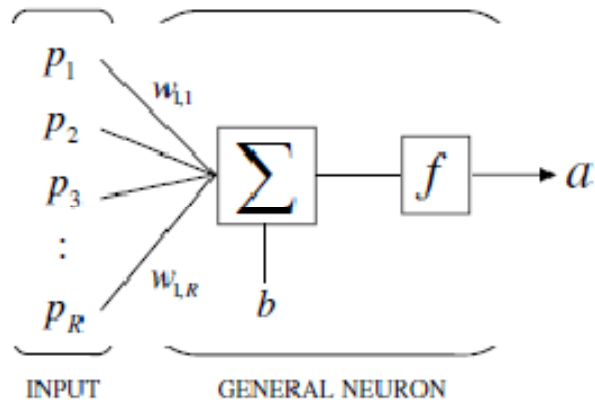 p1
w1,1
p2
p3
Σ
f
a
:
w1,R
pR
b
INPUT
GENERAL NEURON